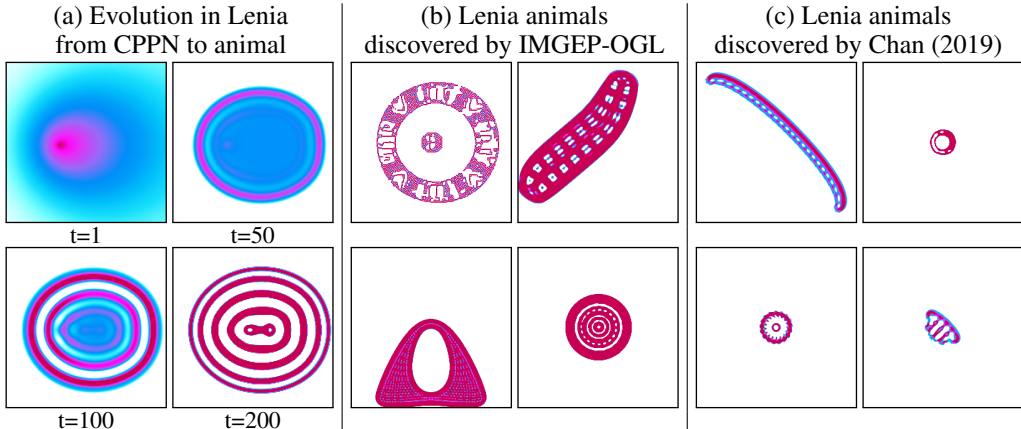 (a) Evolution in Lenia
from CPPN to animal
t=1
t=50
t=100
t=200
(b) Lenia animals
discovered by IMGEP-OGL
(c) Lenia animals
discovered by Chan (2019)